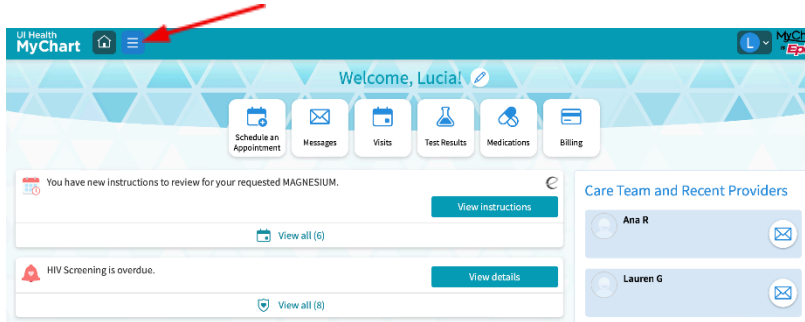 UI Health
MyChart
L
MyCh
Welcome, Lucia!
Schedule an
Appointment
Messages
Visits
Test Results
Medications
Billing
You have new instructions to review for your requested MAGNESIUM.
View instructions
View all (6)
HIV Screening is overdue.
View details
View all (8)
Care Team and Recent Providers
Ana R
Lauren G